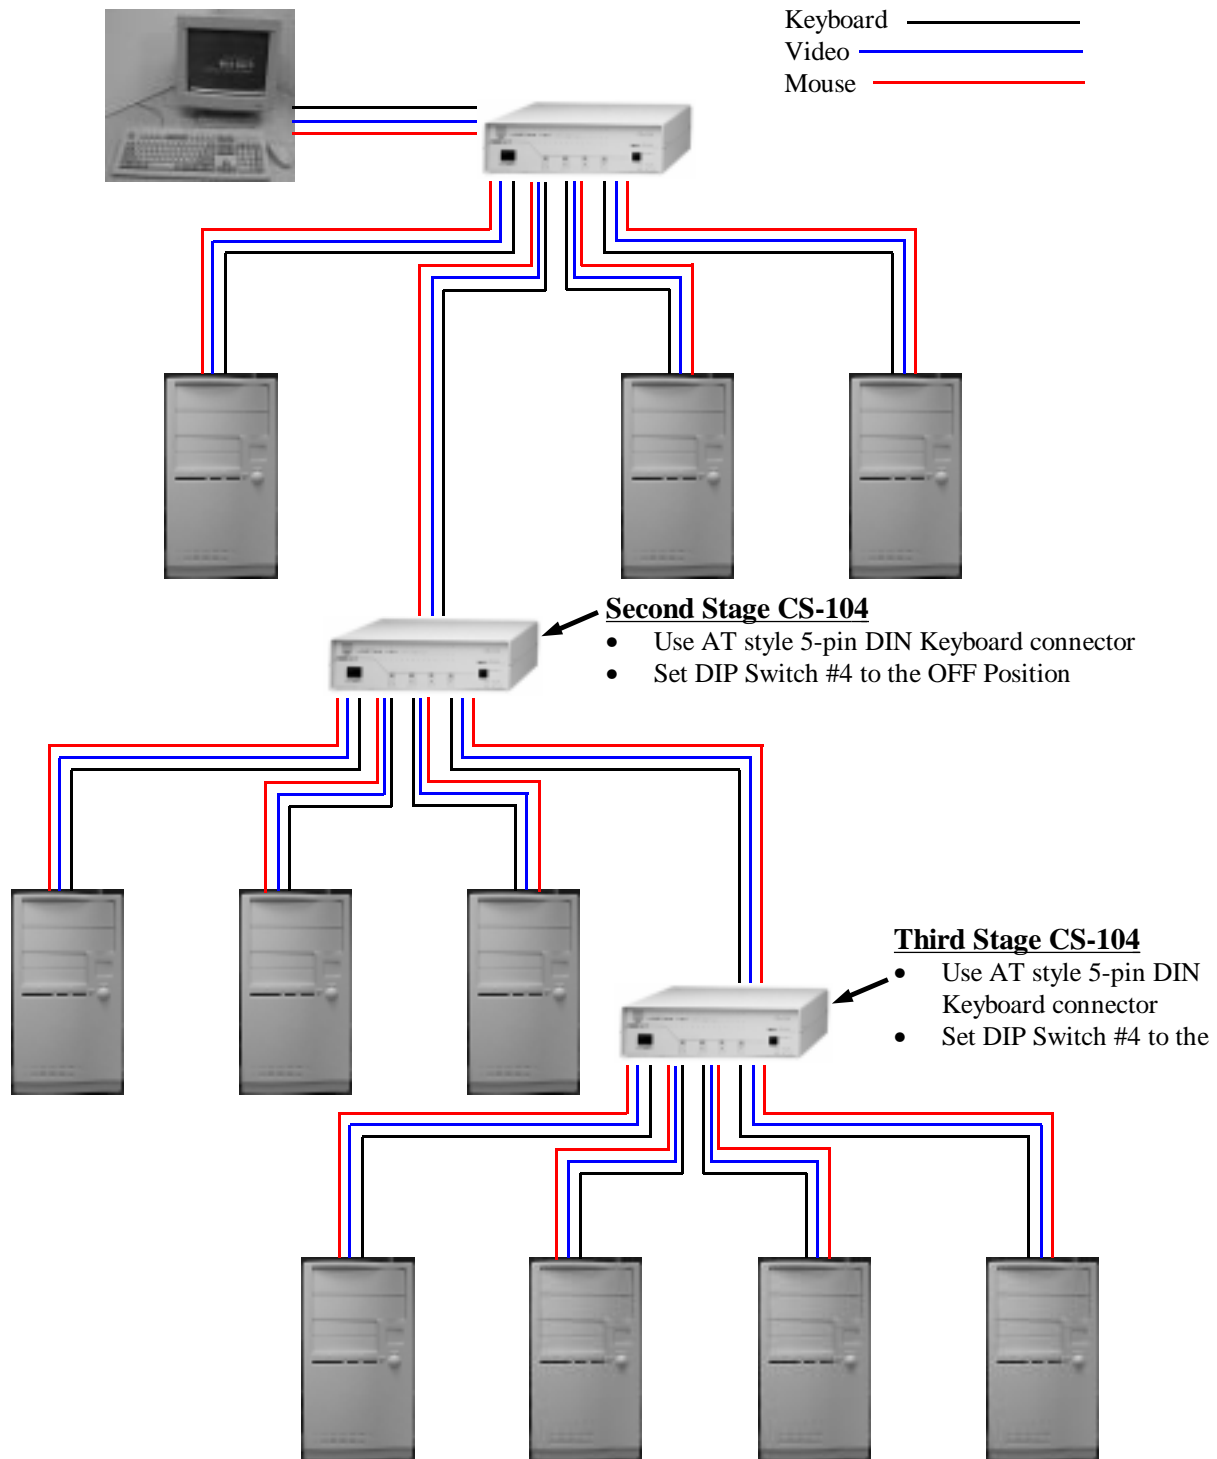 Keyboard
Video
Mouse
Second Stage CS-104
• Use AT style 5-pin DIN Keyboard connector
• Set DIP Switch #4 to the OFF Position
Third Stage CS-104
• Use AT style 5-pin DIN
Keyboard connector
• Set DIP Switch #4 to the